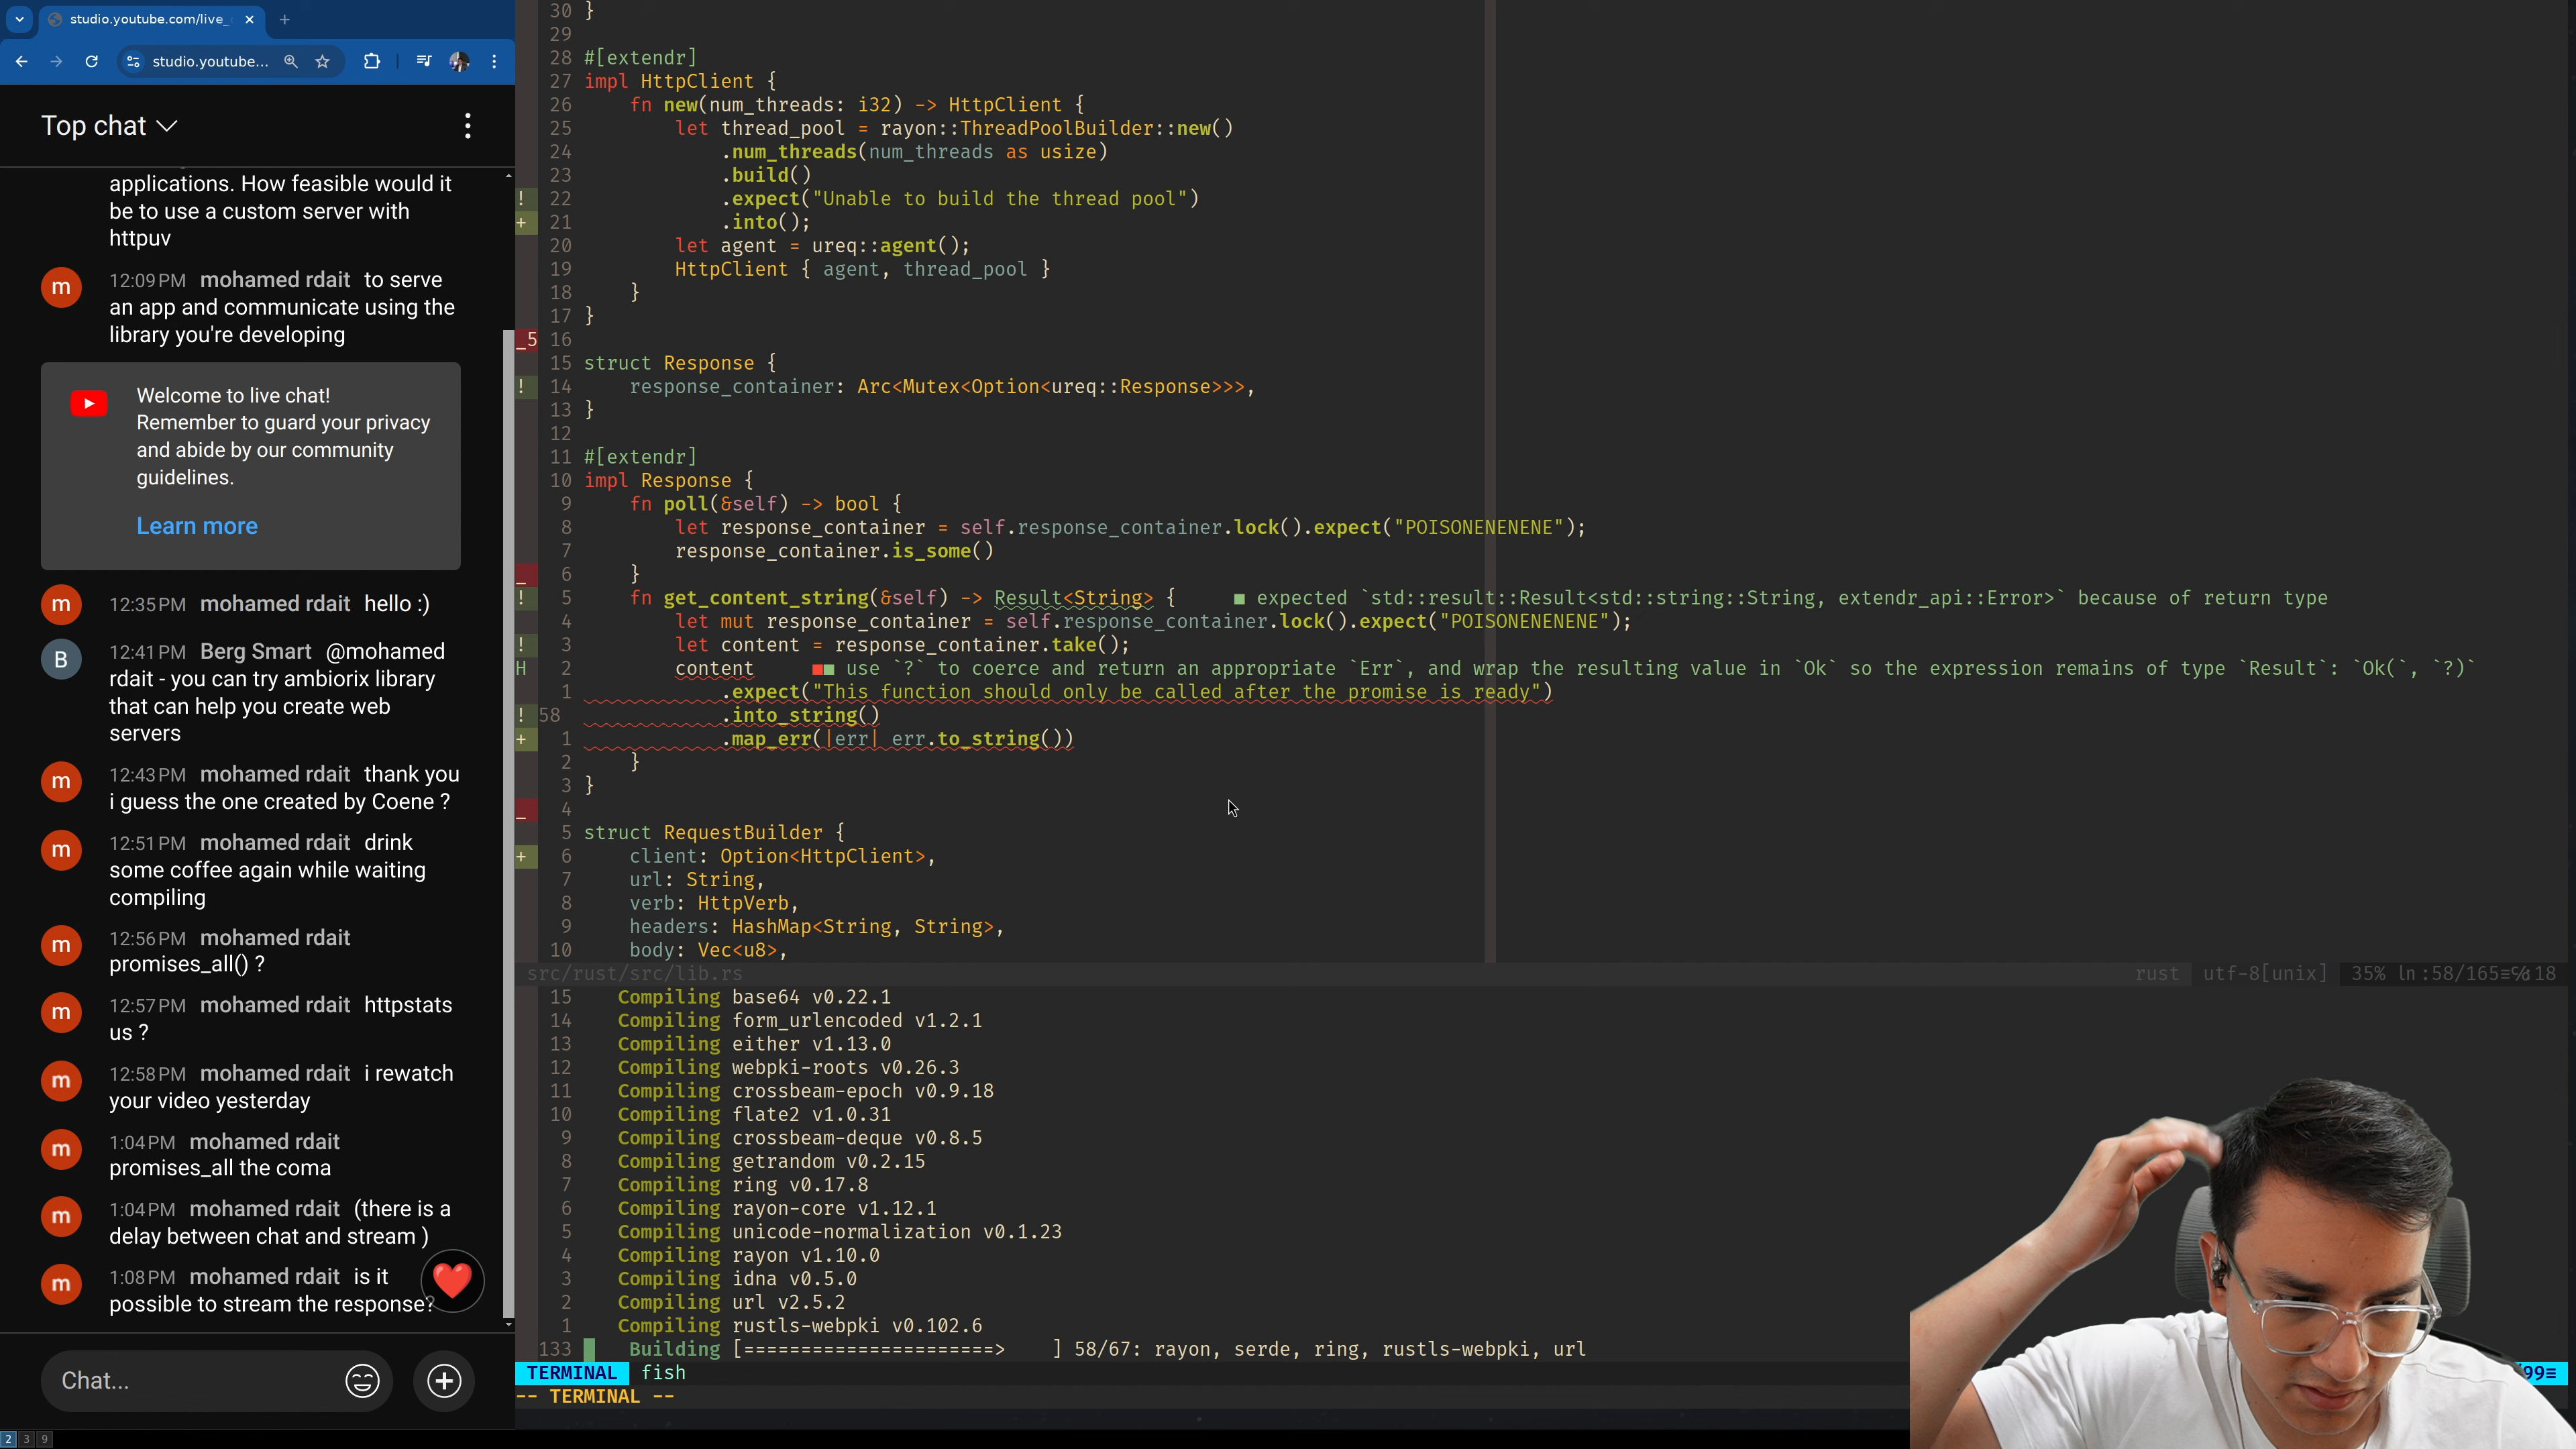 studio.youtube.com/live_
studio.youtube...
Top chat
applications. How feasible would it
be to use a custom server with
httpuv
m
12:09 PM mohamed rdait to serve
an app and communicate using the
library you're developing
Welcome to live chat!
Remember to guard your privacy
and abide by our community
guidelines.
Learn more
m
12:35 PM mohamed rdait hello :)
B
12:41 PM Berg Smart @mohamed
rdait - you can try ambiorix library
that can help you create web
servers
m
12:43 PM mohamed rdait thank you
i guess the one created by Coene ?
m
12:51 PM mohamed rdait drink
some coffee again while waiting
compiling
m
12:56 PM mohamed rdait
promises_all() ?
m
12:57 PM mohamed rdait httpstats
us ?
m
12:58 PM mohamed rdait i rewatch
your video yesterday
m
1:04 PM mohamed rdait
promises_all the coma
m
1:04 PM mohamed rdait (there is a
delay between chat and stream )
m
1:08 PM mohamed rdait is it
possible to stream the response?
Chat...
2 3 9
30 }
29
28 #[extendr]
27 impl HttpClient {
26 fn new(num_threads: i32) -> HttpClient {
25 let thread_pool = rayon::ThreadPoolBuilder::new()
24 .num_threads(num_threads as usize)
23 .build()
! 22 .expect("Unable to build the thread pool")
+ 21 .into();
20 let agent = ureq::agent();
19 HttpClient { agent, thread_pool }
18 }
17 }
_5 16
15 struct Response {
! 14 response_container: Arc<Mutex<Option<ureq::Response>>>,
13 }
12
11 #[extendr]
10 impl Response {
9 fn poll(&self) -> bool {
8 let response_container = self.response_container.lock().expect("POISONENENENE");
7 response_container.is_some()
_ 6 }
! 5 fn get_content_string(&self) -> Result<String> { ■ expected `std::result::Result<std::string::String, extendr_api::Error>` because of return type
4 let mut response_container = self.response_container.lock().expect("POISONENENENE");
! 3 let content = response_container.take();
H 2 content ■■ use `?` to coerce and return an appropriate `Err`, and wrap the resulting value in `Ok` so the expression remains of type `Result`: `Ok(`, `?)`
1 .expect("This function should only be called after the promise is ready")
! 58 .into_string()
+ 1 .map_err(|err| err.to_string())
2 }
3 }
_ 4
5 struct RequestBuilder {
+ 6 client: Option<HttpClient>,
7 url: String,
8 verb: HttpVerb,
9 headers: HashMap<String, String>,
10 body: Vec<u8>,
src/rust/src/lib.rs rust utf-8[unix] 35% ln:58/165≡℅:18
15 Compiling base64 v0.22.1
14 Compiling form_urlencoded v1.2.1
13 Compiling either v1.13.0
12 Compiling webpki-roots v0.26.3
11 Compiling crossbeam-epoch v0.9.18
10 Compiling flate2 v1.0.31
9 Compiling crossbeam-deque v0.8.5
8 Compiling getrandom v0.2.15
7 Compiling ring v0.17.8
6 Compiling rayon-core v1.12.1
5 Compiling unicode-normalization v0.1.23
4 Compiling rayon v1.10.0
3 Compiling idna v0.5.0
2 Compiling url v2.5.2
1 Compiling rustls-webpki v0.102.6
133 Building [======================> ] 58/67: rayon, serde, ring, rustls-webpki, url
TERMINAL fish 99≡
-- TERMINAL --